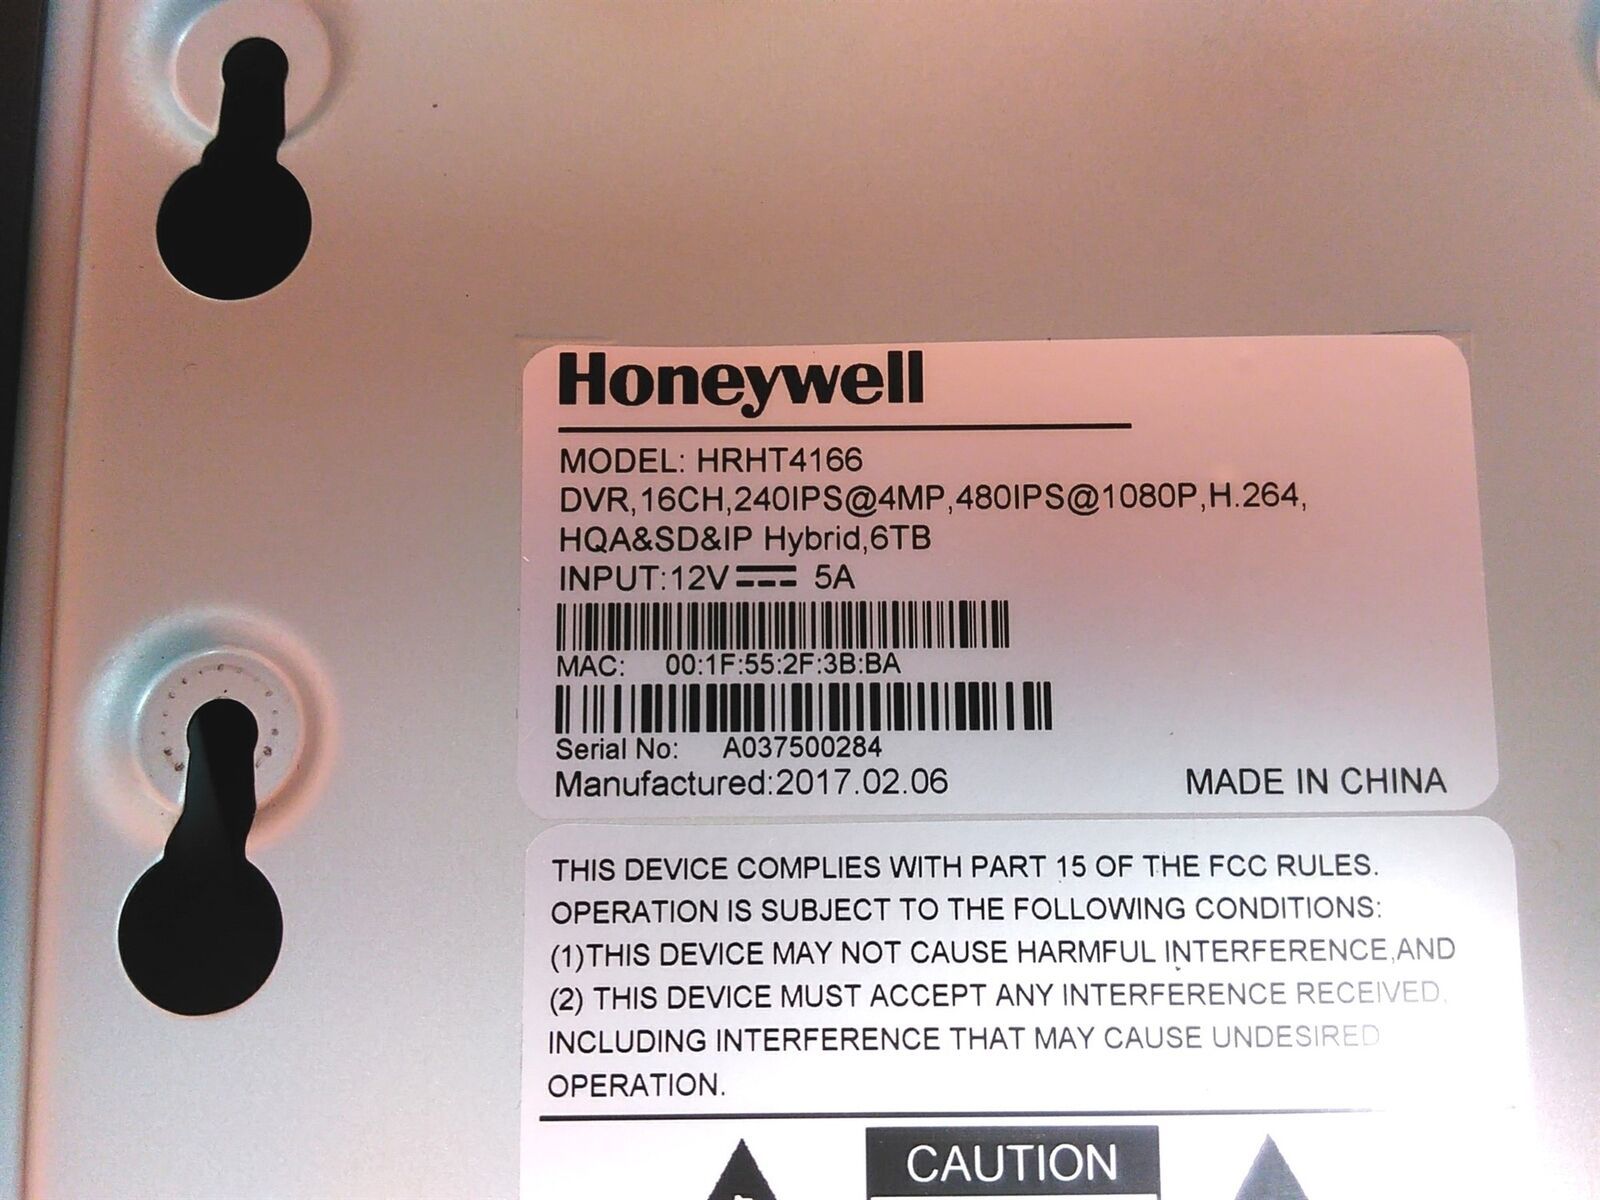 Honeywell
MODEL: HRHT4166
DVR,16CH,240IPS@4MP,480IPS@1080P,H.264,
HQA&SD&IP Hybrid,6TB
INPUT:12V⎓ 5A
MAC: 00:1F:55:2F:3B:BA
Serial No: A037500284
Manufactured:2017.02.06 MADE IN CHINA
THIS DEVICE COMPLIES WITH PART 15 OF THE FCC RULES.
OPERATION IS SUBJECT TO THE FOLLOWING CONDITIONS:
(1)THIS DEVICE MAY NOT CAUSE HARMFUL INTERFERENCE,AND
(2) THIS DEVICE MUST ACCEPT ANY INTERFERENCE RECEIVED,
INCLUDING INTERFERENCE THAT MAY CAUSE UNDESIRED
OPERATION.
CAUTION